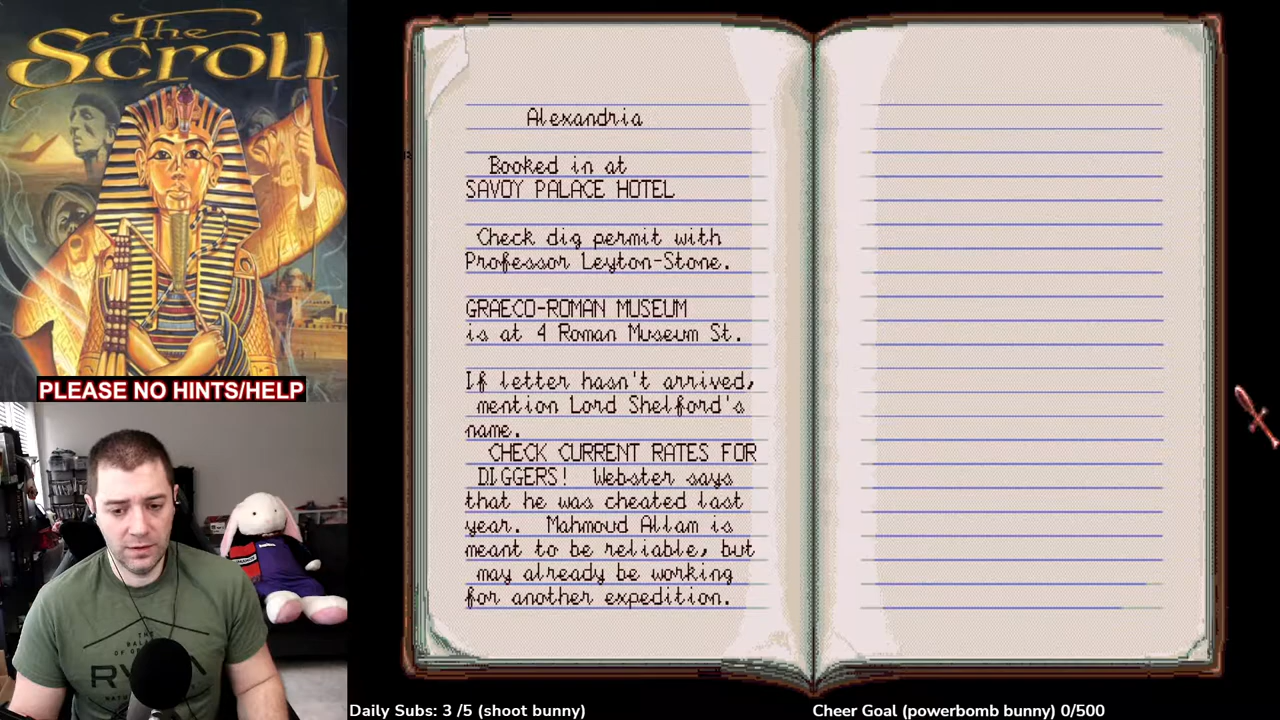 The
Scroll
PLEASE NO HINTS/HELP
Alexandria
Booked in at
SAVOY PALACE HOTEL
Check dig permit with
Professor Leyton-Stone.
GRAECO-ROMAN MUSEUM
is at 4 Roman Museum St.
If letter hasn't arrived,
mention Lord Shelford's
name.
CHECK CURRENT RATES FOR
DIGGERS! Webster says
that he was cheated last
year. Mahmoud Allam is
meant to be reliable, but
may already be working
for another expedition.
THE
Daily Subs: 3 /5 (shoot bunny)
Cheer Goal (powerbomb bunny) 0/500